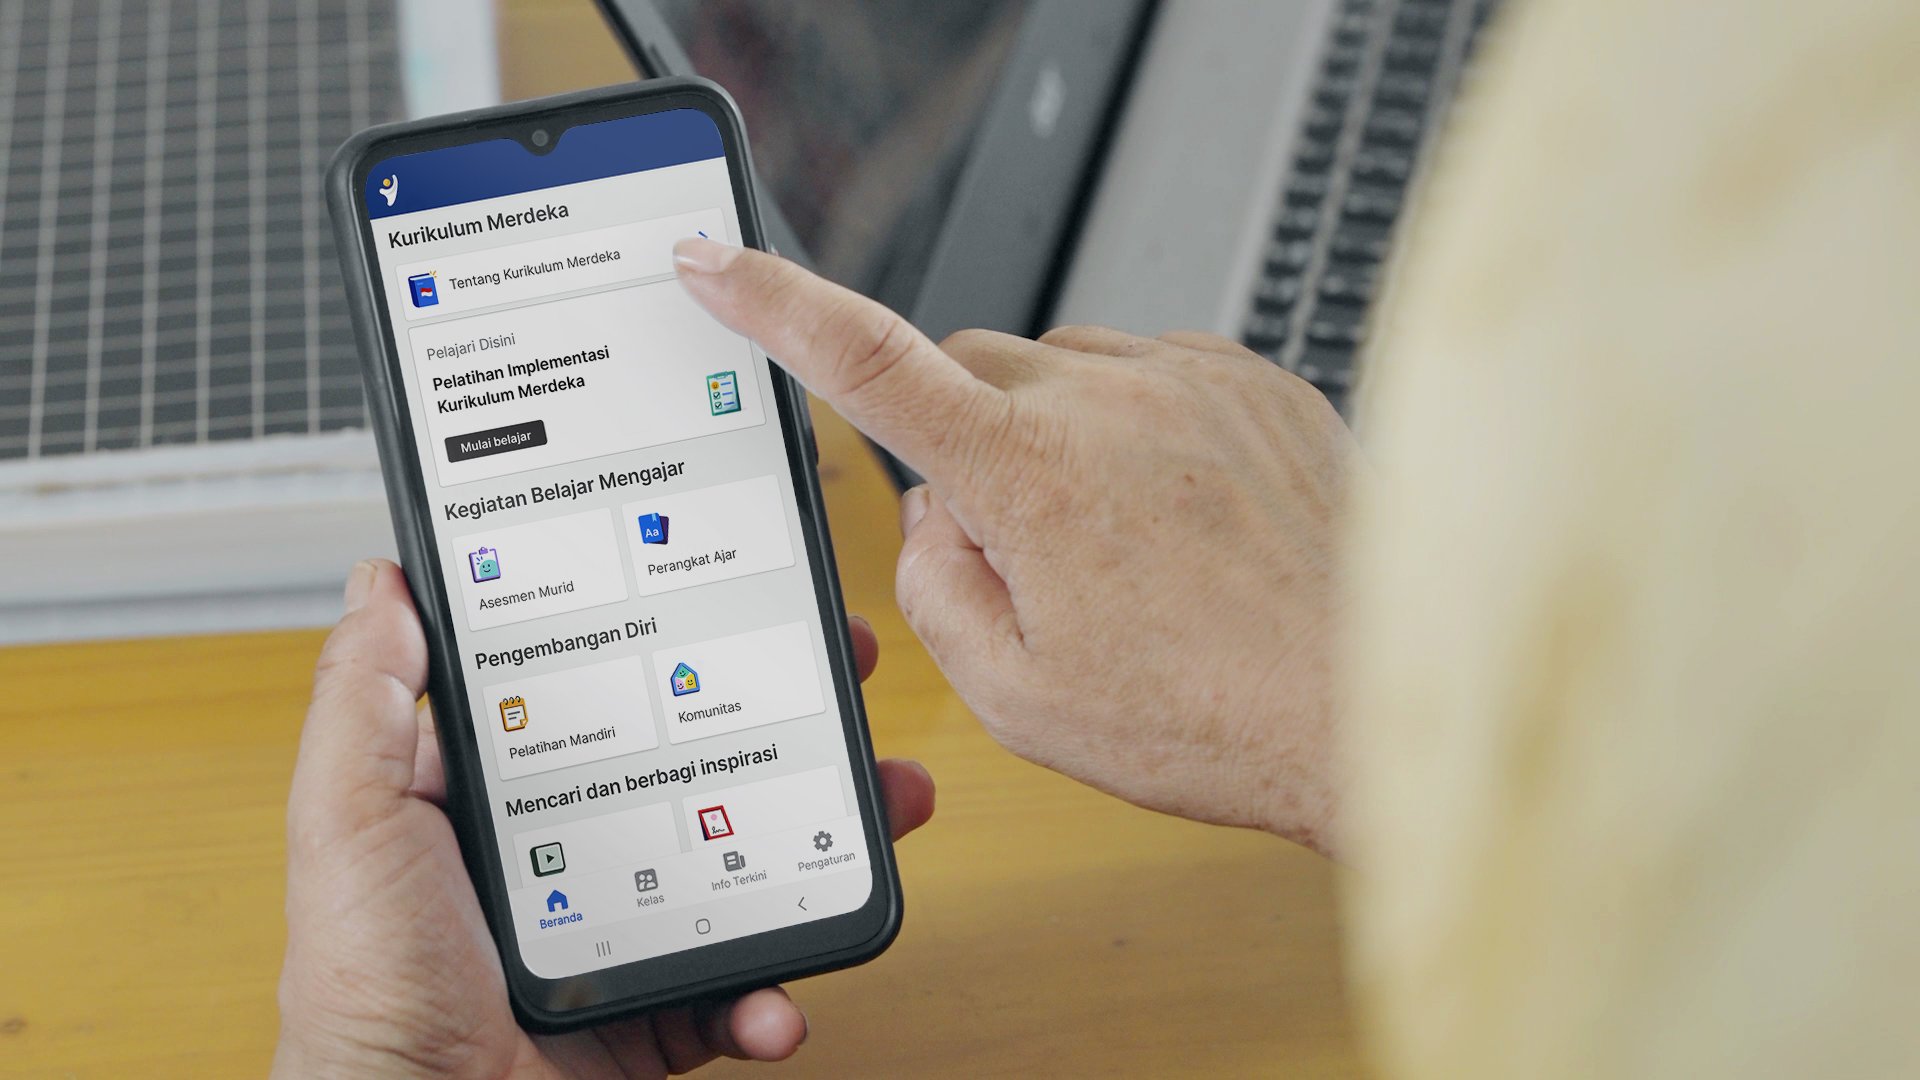 Kurikulum Merdeka
Tentang Kurikulum Merdeka
Pelajari Disini
Pelatihan Implementasi
Kurikulum Merdeka
Mulai belajar
Kegiatan Belajar Mengajar
Asesmen Murid
Aa
Perangkat Ajar
Pengembangan Diri
Pelatihan Mandiri
Komunitas
Mencari dan berbagi inspirasi
Beranda
Kelas
Info Terkini
Pengaturan